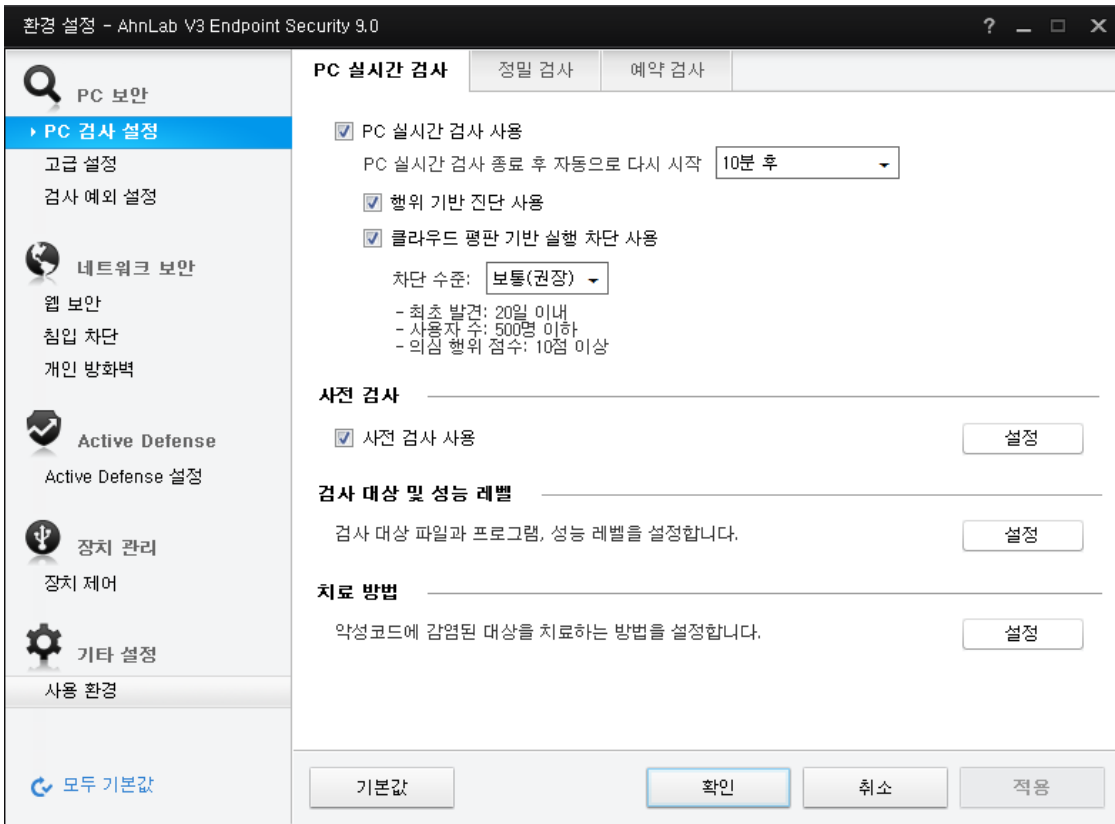 환경 설정 - AhnLab V3 Endpoint Security 9.0
PC 보안
PC 검사 설정
고급 설정
검사 예외 설정
네트워크 보안
웹 보안
침입 차단
개인 방화벽
Active Defense
Active Defense 설정
장치 관리
장치 제어
기타 설정
사용 환경
모두 기본값
PC 실시간 검사 정밀 검사 예약 검사
PC 실시간 검사 사용
PC 실시간 검사 종료 후 자동으로 다시 시작 10분 후
행위 기반 진단 사용
클라우드 평판 기반 실행 차단 사용
차단 수준: 보통(권장)
- 최초 발견: 20일 이내
- 사용자 수: 500명 이하
- 의심 행위 점수: 10점 이상
사전 검사
사전 검사 사용 설정
검사 대상 및 성능 레벨
검사 대상 파일과 프로그램, 성능 레벨을 설정합니다. 설정
치료 방법
악성코드에 감염된 대상을 치료하는 방법을 설정합니다. 설정
기본값 확인 취소 적용